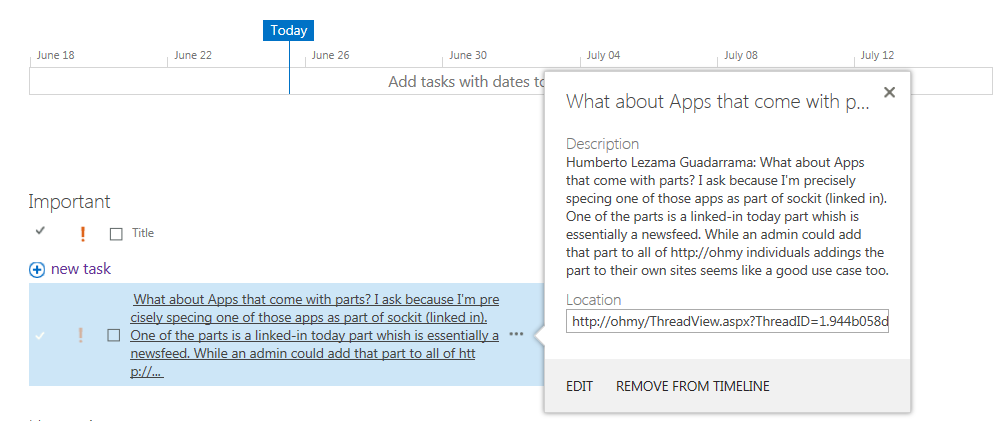 Today
June 18
June 22
June 26
June 30
July 04
July 08
July 12
Add tasks with dates to
What about Apps that come with p...
Description
Humberto Lezama Guadarrama: What about Apps
that come with parts? I ask because I'm precisely
specing one of those apps as part of sockit (linked in).
One of the parts is a linked-in today part whish is
essentially a newsfeed. While an admin could add
that part to all of http://ohmy individuals addings the
part to their own sites seems like a good use case too.
Location
http://ohmy/ThreadView.aspx?ThreadID=1.944b058d
EDIT REMOVE FROM TIMELINE
Important
Title
new task
What about Apps that come with parts? I ask because I'm pre
cisely specing one of those apps as part of sockit (linked in).
One of the parts is a linked-in today part whish is essentially a
newsfeed. While an admin could add that part to all of htt
p://...